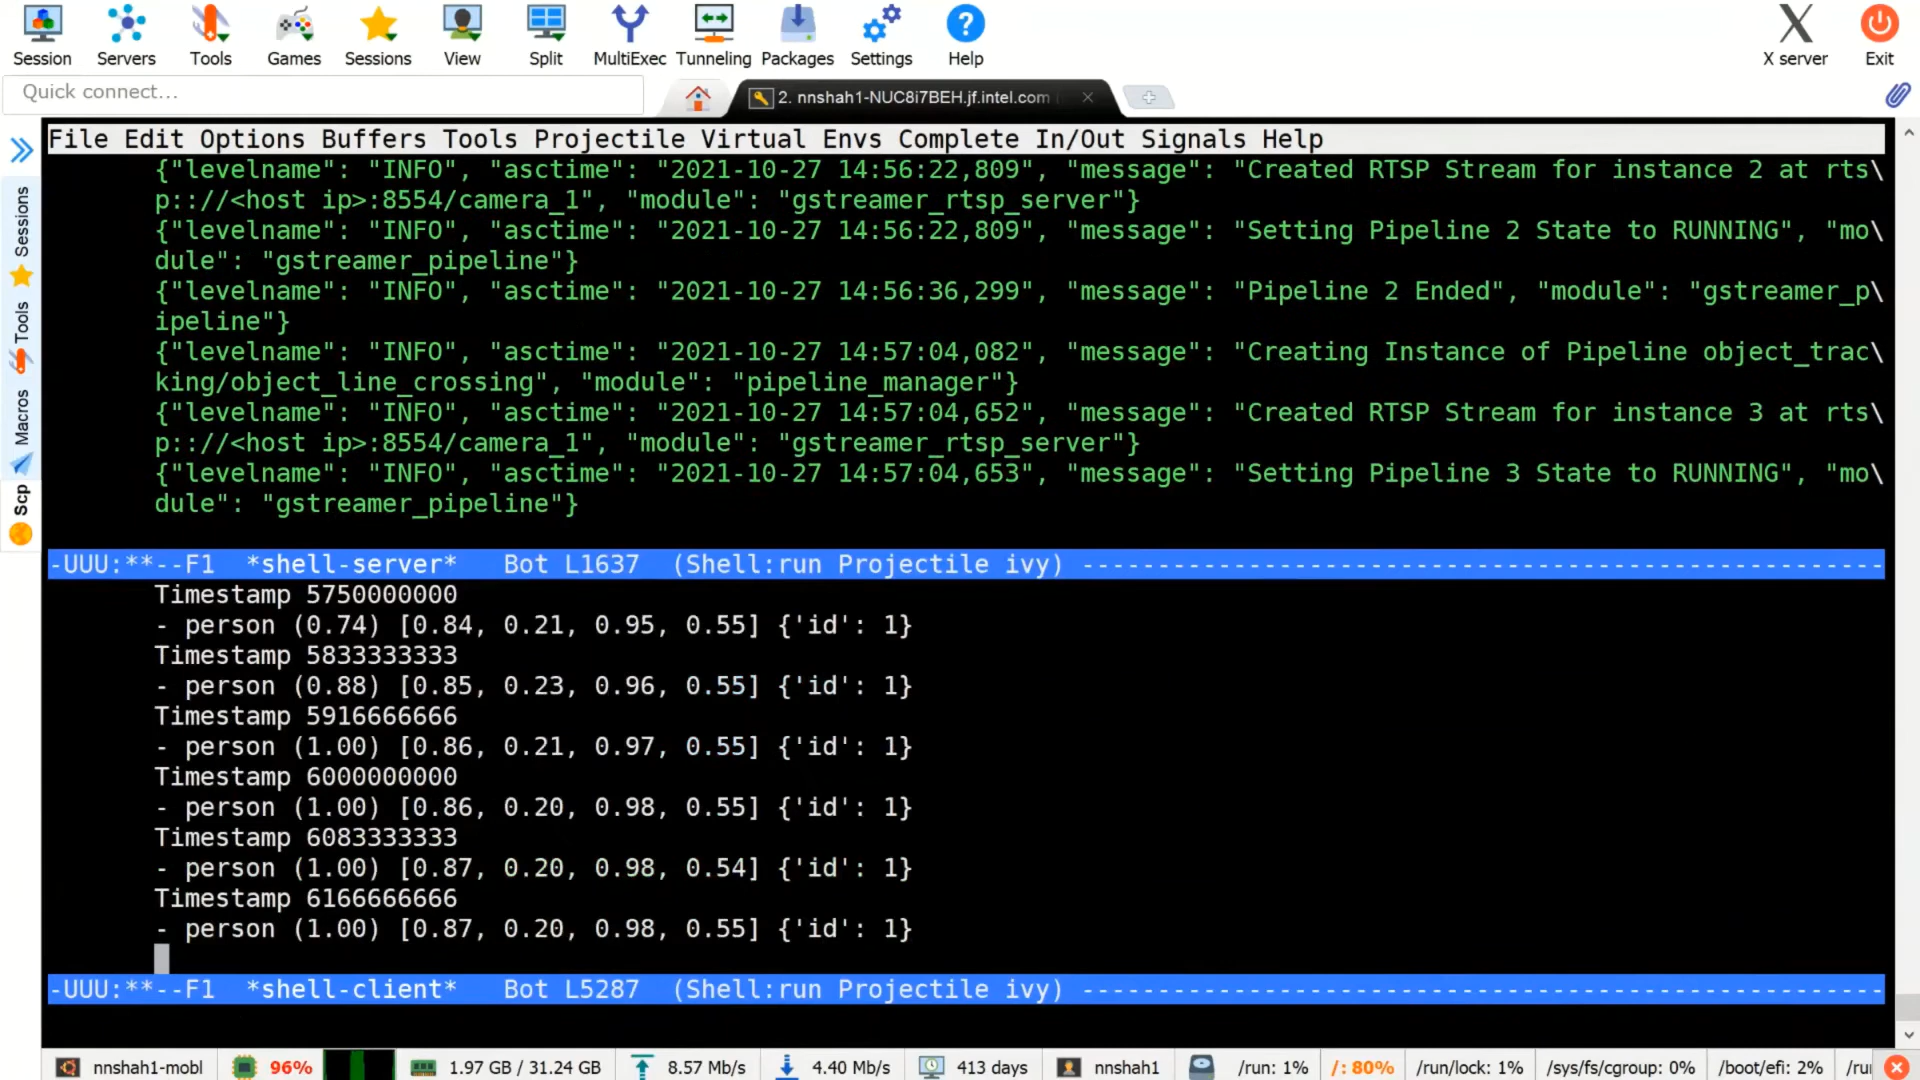 Session Servers Tools Games Sessions View Split MultiExec Tunneling Packages Settings Help X server Exit
Quick connect...
2. nnshah1-NUC8i7BEH.jf.intel.com
File Edit Options Buffers Tools Projectile Virtual Envs Complete In/Out Signals Help
{"levelname": "INFO", "asctime": "2021-10-27 14:56:22,809", "message": "Created RTSP Stream for instance 2 at rts\
p:://<host ip>:8554/camera_1", "module": "gstreamer_rtsp_server"}
{"levelname": "INFO", "asctime": "2021-10-27 14:56:22,809", "message": "Setting Pipeline 2 State to RUNNING", "mo\
dule": "gstreamer_pipeline"}
{"levelname": "INFO", "asctime": "2021-10-27 14:56:36,299", "message": "Pipeline 2 Ended", "module": "gstreamer_p\
ipeline"}
{"levelname": "INFO", "asctime": "2021-10-27 14:57:04,082", "message": "Creating Instance of Pipeline object_trac\
king/object_line_crossing", "module": "pipeline_manager"}
{"levelname": "INFO", "asctime": "2021-10-27 14:57:04,652", "message": "Created RTSP Stream for instance 3 at rts\
p:://<host ip>:8554/camera_1", "module": "gstreamer_rtsp_server"}
{"levelname": "INFO", "asctime": "2021-10-27 14:57:04,653", "message": "Setting Pipeline 3 State to RUNNING", "mo\
dule": "gstreamer_pipeline"}
-UUU:**--F1 *shell-server* Bot L1637 (Shell:run Projectile ivy) -----------------------------------------------------
Timestamp 5750000000
- person (0.74) [0.84, 0.21, 0.95, 0.55] {'id': 1}
Timestamp 5833333333
- person (0.88) [0.85, 0.23, 0.96, 0.55] {'id': 1}
Timestamp 5916666666
- person (1.00) [0.86, 0.21, 0.97, 0.55] {'id': 1}
Timestamp 6000000000
- person (1.00) [0.86, 0.20, 0.98, 0.55] {'id': 1}
Timestamp 6083333333
- person (1.00) [0.87, 0.20, 0.98, 0.54] {'id': 1}
Timestamp 6166666666
- person (1.00) [0.87, 0.20, 0.98, 0.55] {'id': 1}
-UUU:**--F1 *shell-client* Bot L5287 (Shell:run Projectile ivy) -----------------------------------------------------
Sessions
Tools
Macros
Scp
nnshah1-mobl 96% 1.97 GB / 31.24 GB 8.57 Mb/s 4.40 Mb/s 413 days nnshah1 /run: 1% /: 80% /run/lock: 1% /sys/fs/cgroup: 0% /boot/efi: 2% /ru